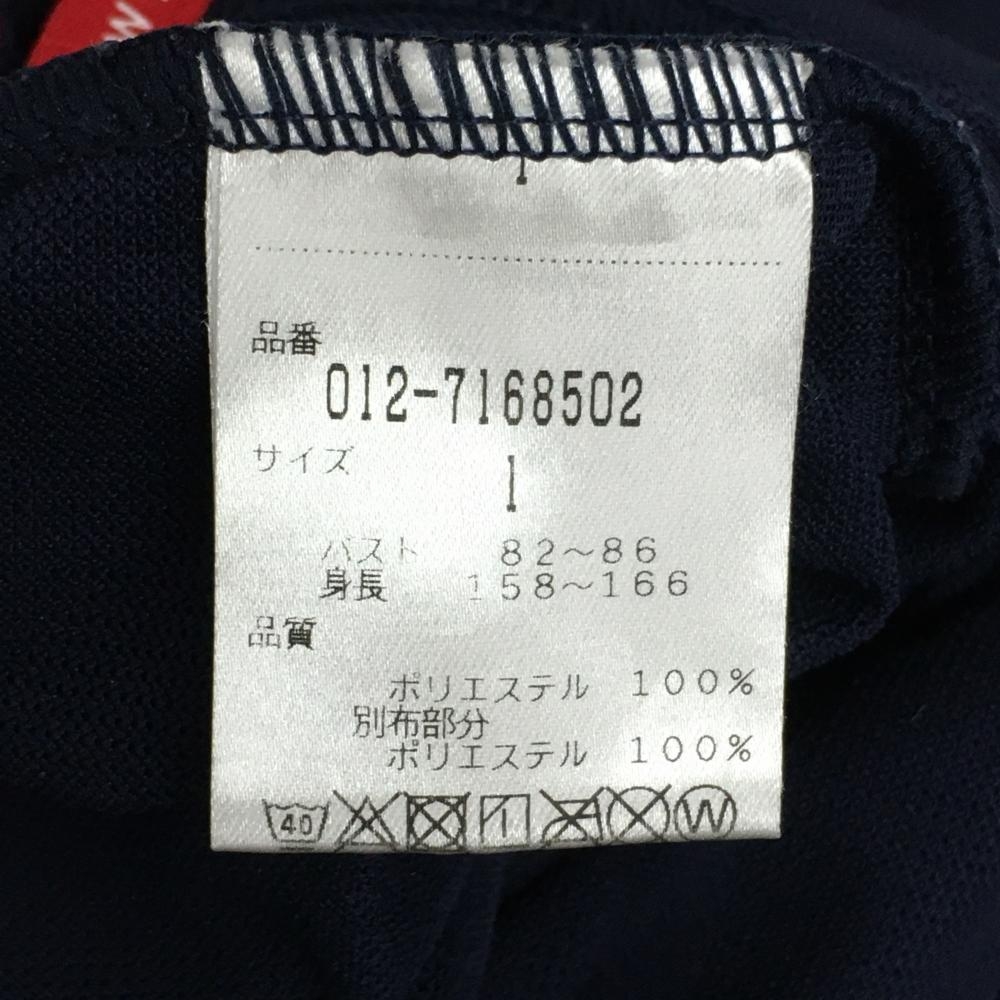 品番
012-7168502
サイズ
1
バスト 82～86
身長 158～166
品質
ポリエステル 100%
別布部分
ポリエステル 100%
40 W